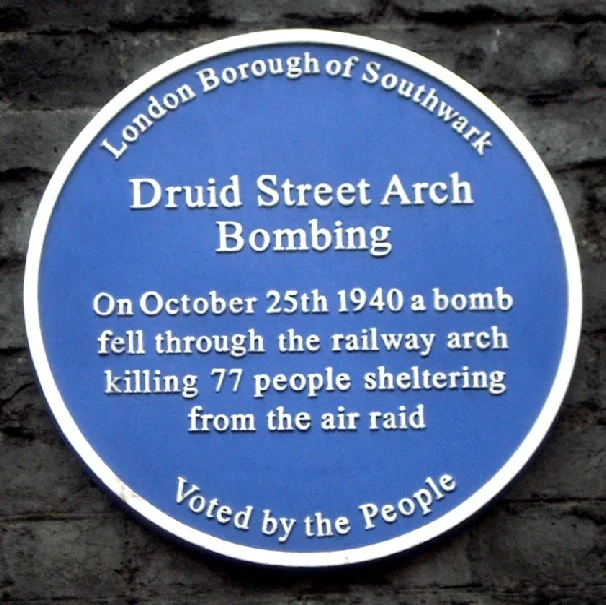 London Borough of Southwark
Druid Street Arch
Bombing
On October 25th 1940 a bomb
fell through the railway arch
killing 77 people sheltering
from the air raid
Voted by the People